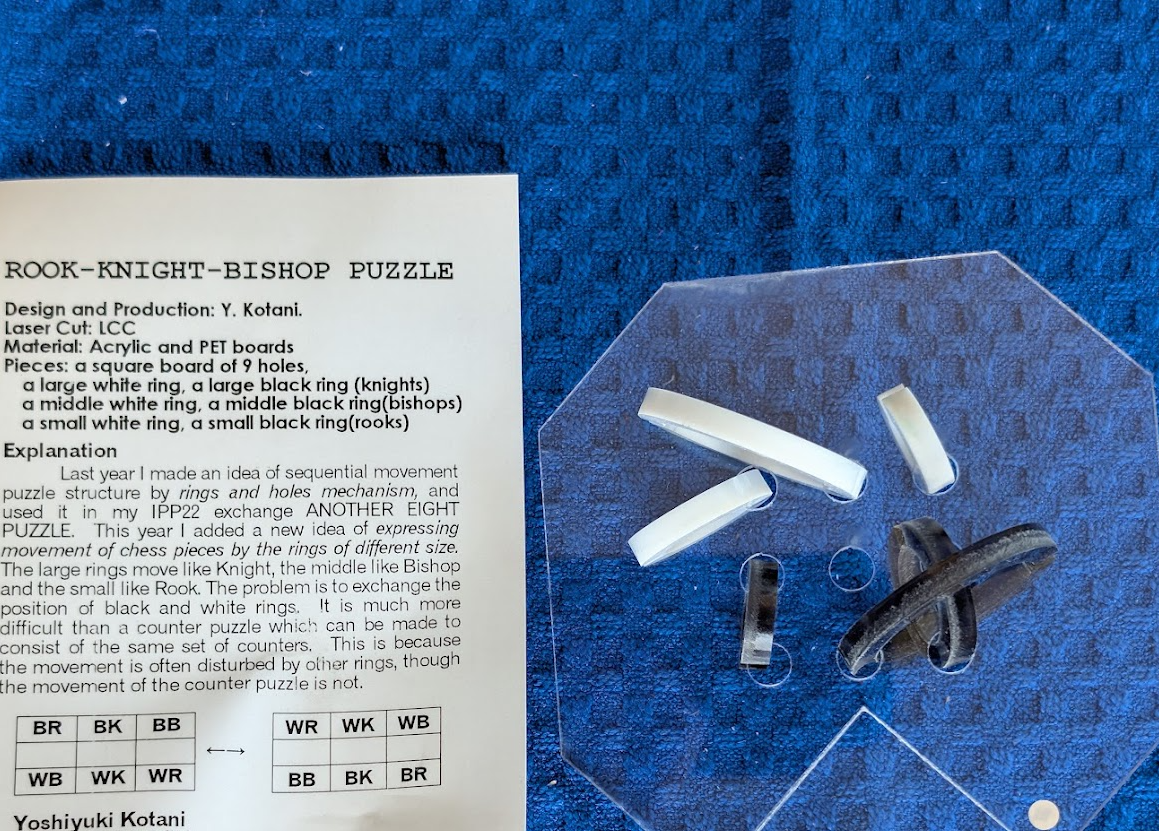 ROOK-KNIGHT-BISHOP PUZZLE
Design and Production: Y. Kotani.
Laser Cut: LCC
Material: Acrylic and PET boards
Pieces: a square board of 9 holes,
a large white ring, a large black ring (knights)
a middle white ring, a middle black ring(bishops)
a small white ring, a small black ring(rooks)
Explanation
Last year I made an idea of sequential movement
puzzle structure by rings and holes mechanism, and
used it in my IPP22 exchange ANOTHER EIGHT
PUZZLE. This year I added a new idea of expressing
movement of chess pieces by the rings of different size.
The large rings move like Knight, the middle like Bishop
and the small like Rook. The problem is to exchange the
position of black and white rings. It is much more
difficult than a counter puzzle which can be made to
consist of the same set of counters. This is because
the movement is often disturbed by other rings, though
the movement of the counter puzzle is not.
BR BK BB WR WK WB
←→
WB WK WR BB BK BR
Yoshiyuki Kotani